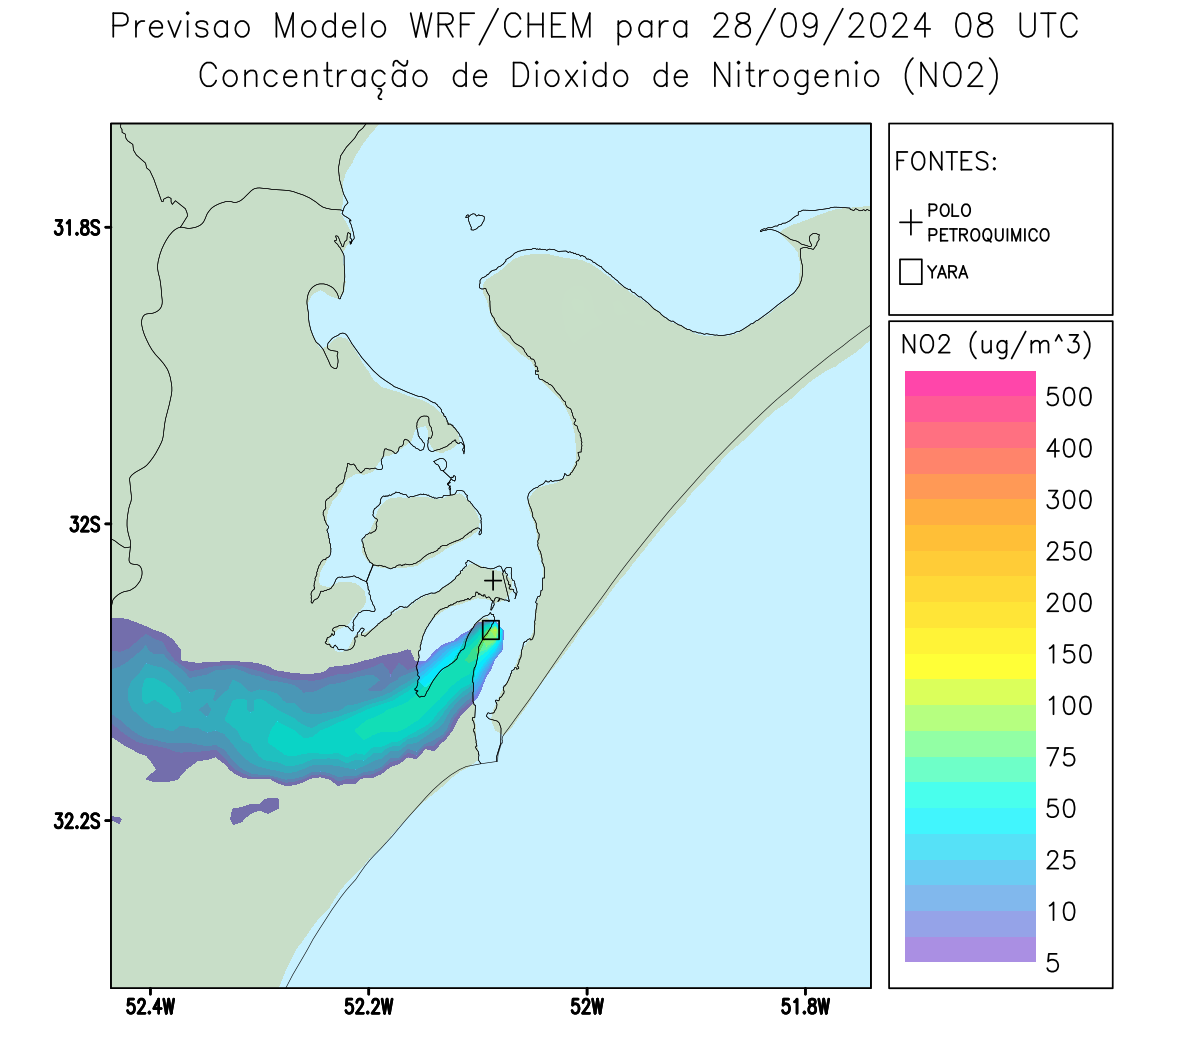 Previsao Modelo WRF/CHEM para 28/09/2024 08 UTC
Concentração de Dioxido de Nitrogenio (NO2)
FONTES:
POLO
PETROQUIMICO
YARA
NO2 (ug/m^3)
500
400
300
250
200
150
100
75
50
25
10
5
31.8S
32S
32.2S
52.4W
52.2W
52W
51.8W